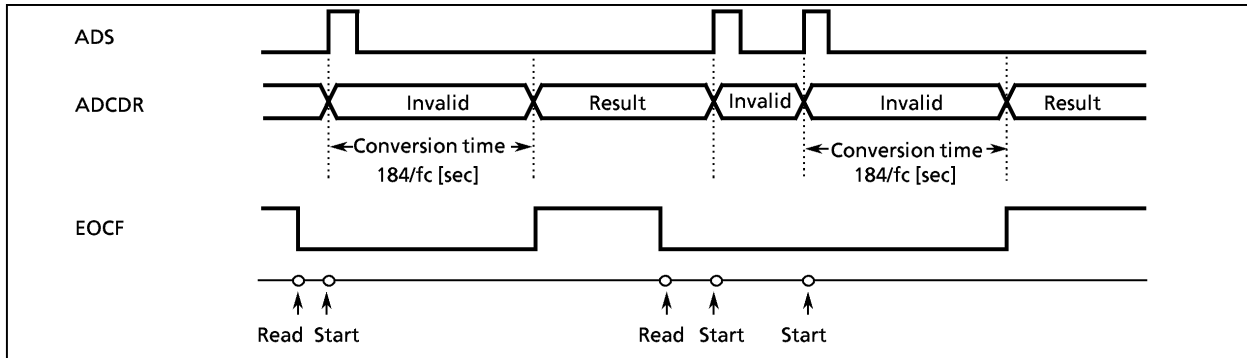 ADS
ADCDR
Invalid
Result
Invalid
Invalid
Result
Conversion time
184/fc [sec]
Conversion time
184/fc [sec]
EOCF
Read Start
Read Start
Start